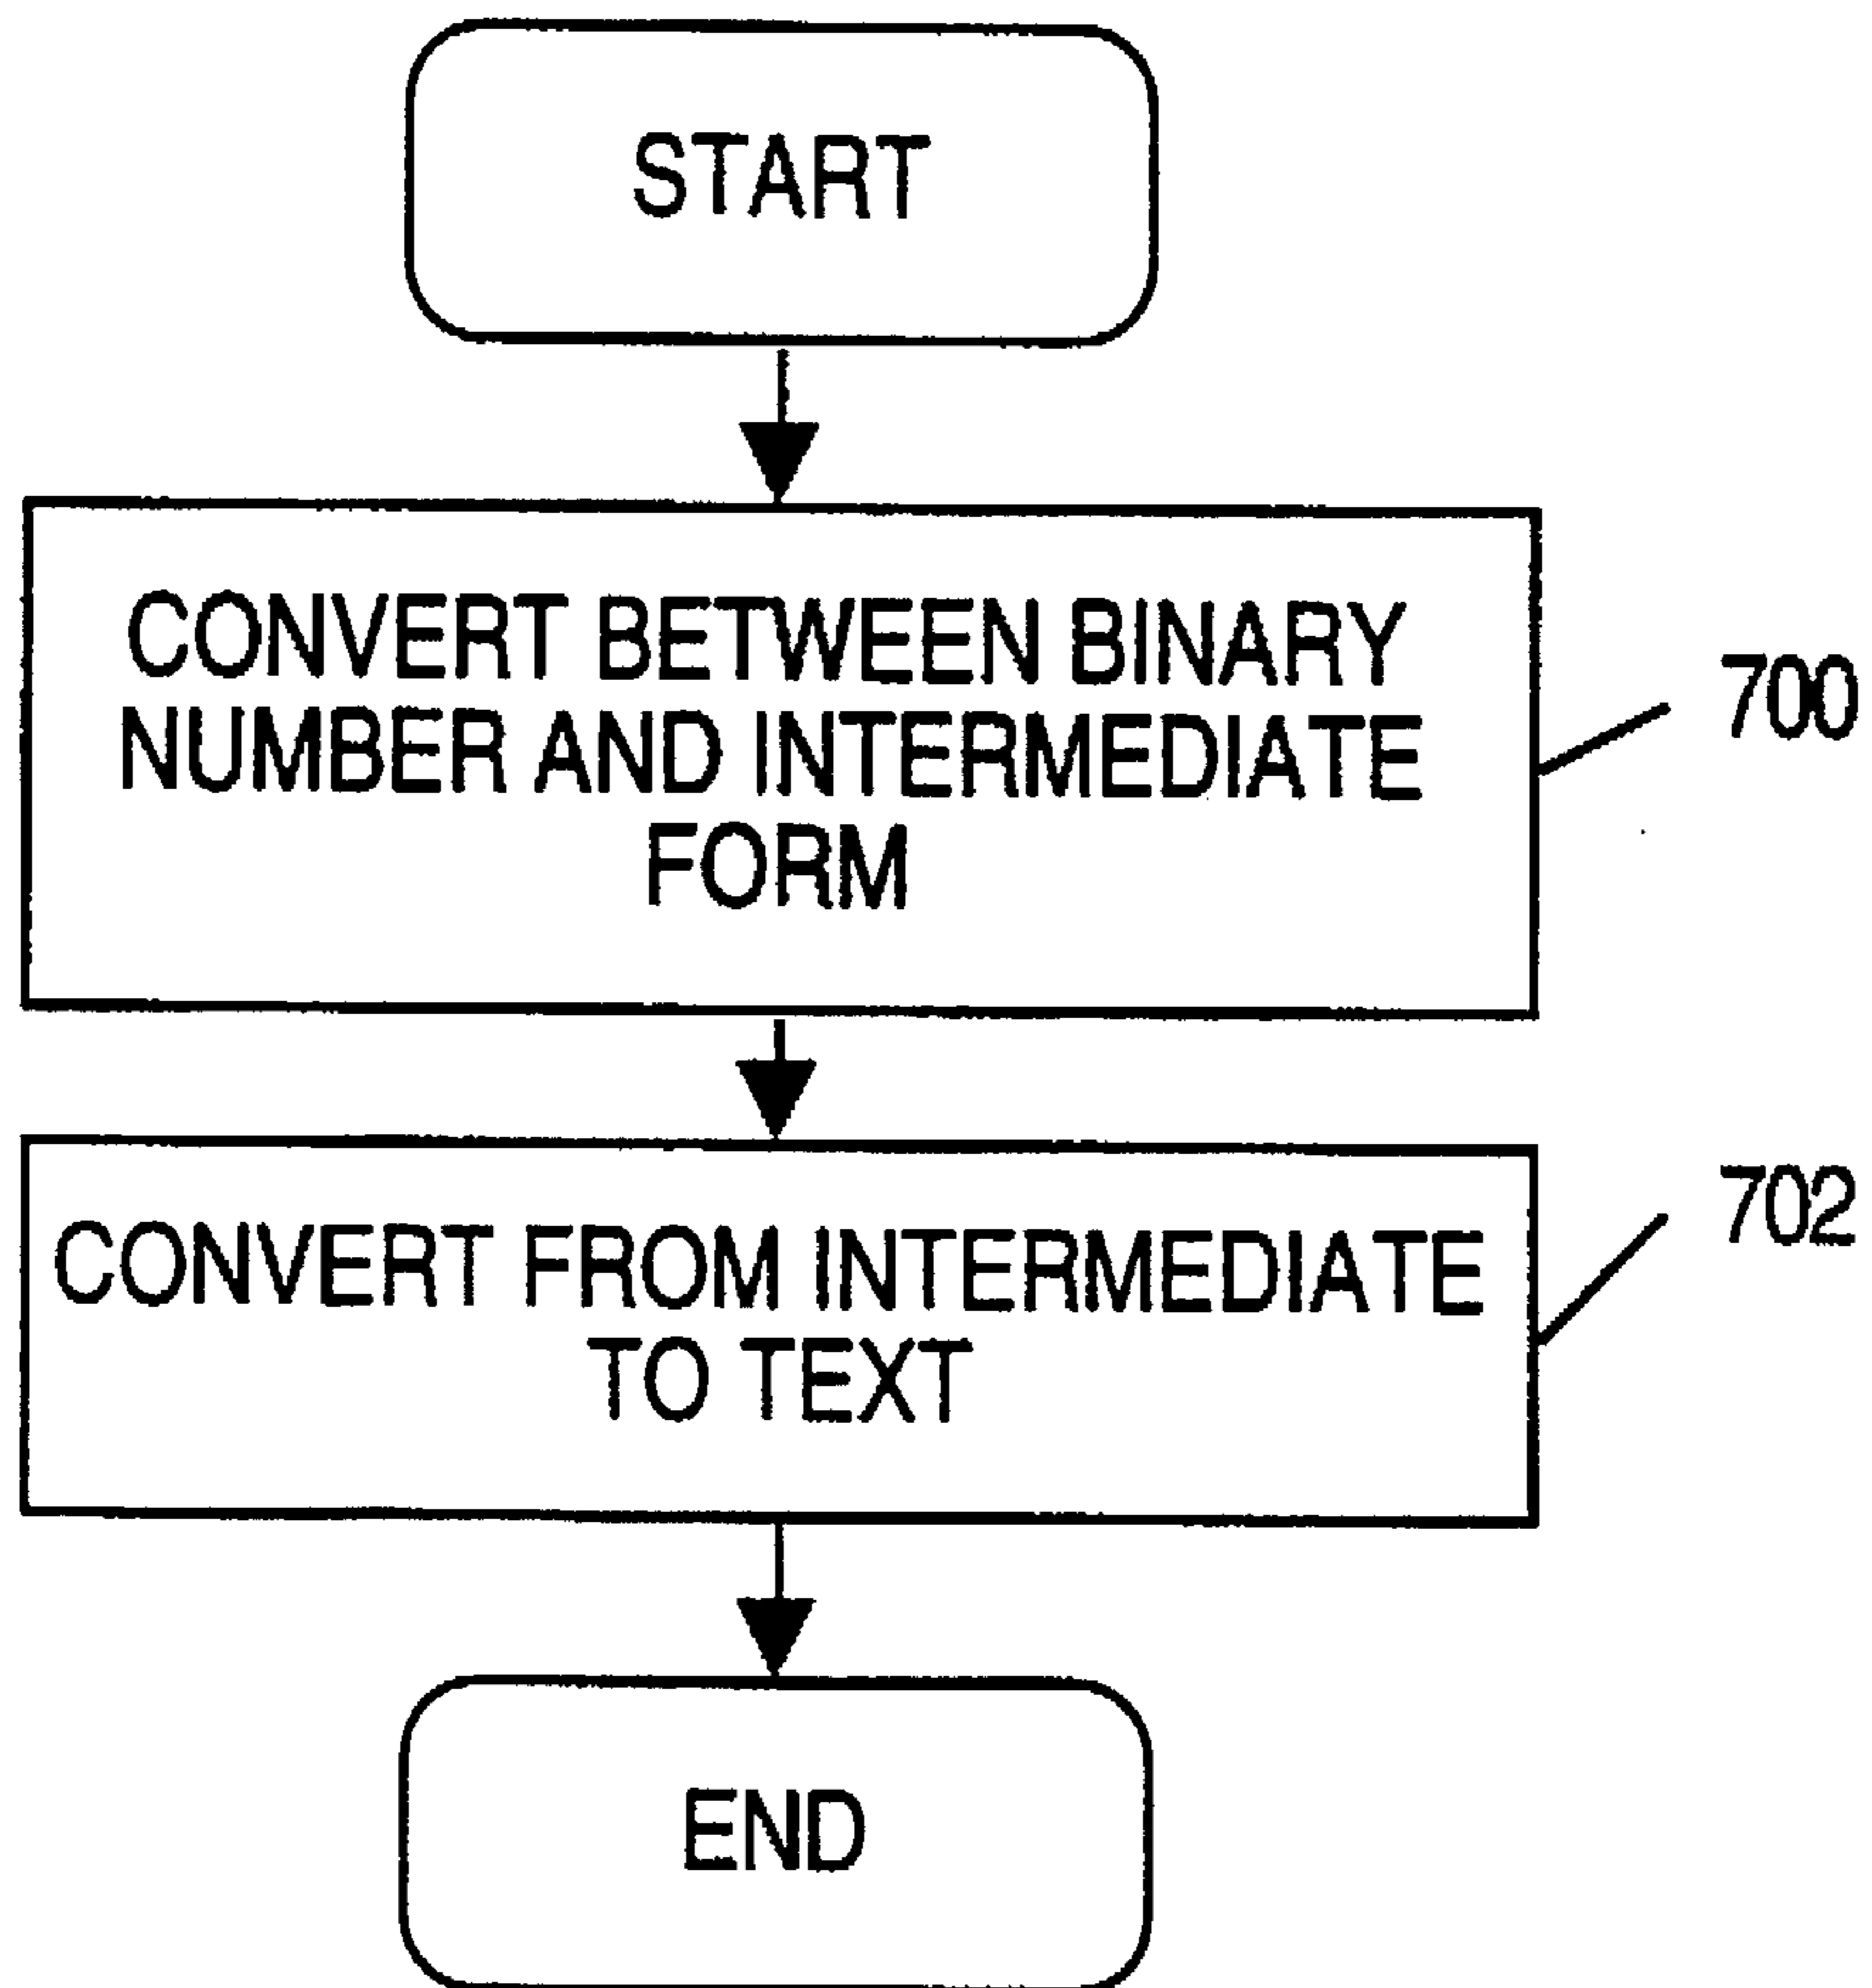 START
CONVERT BETWEEN BINARY
NUMBER AND INTERMEDIATE
FORM
700
CONVERT FROM INTERMEDIATE
TO TEXT
702
END